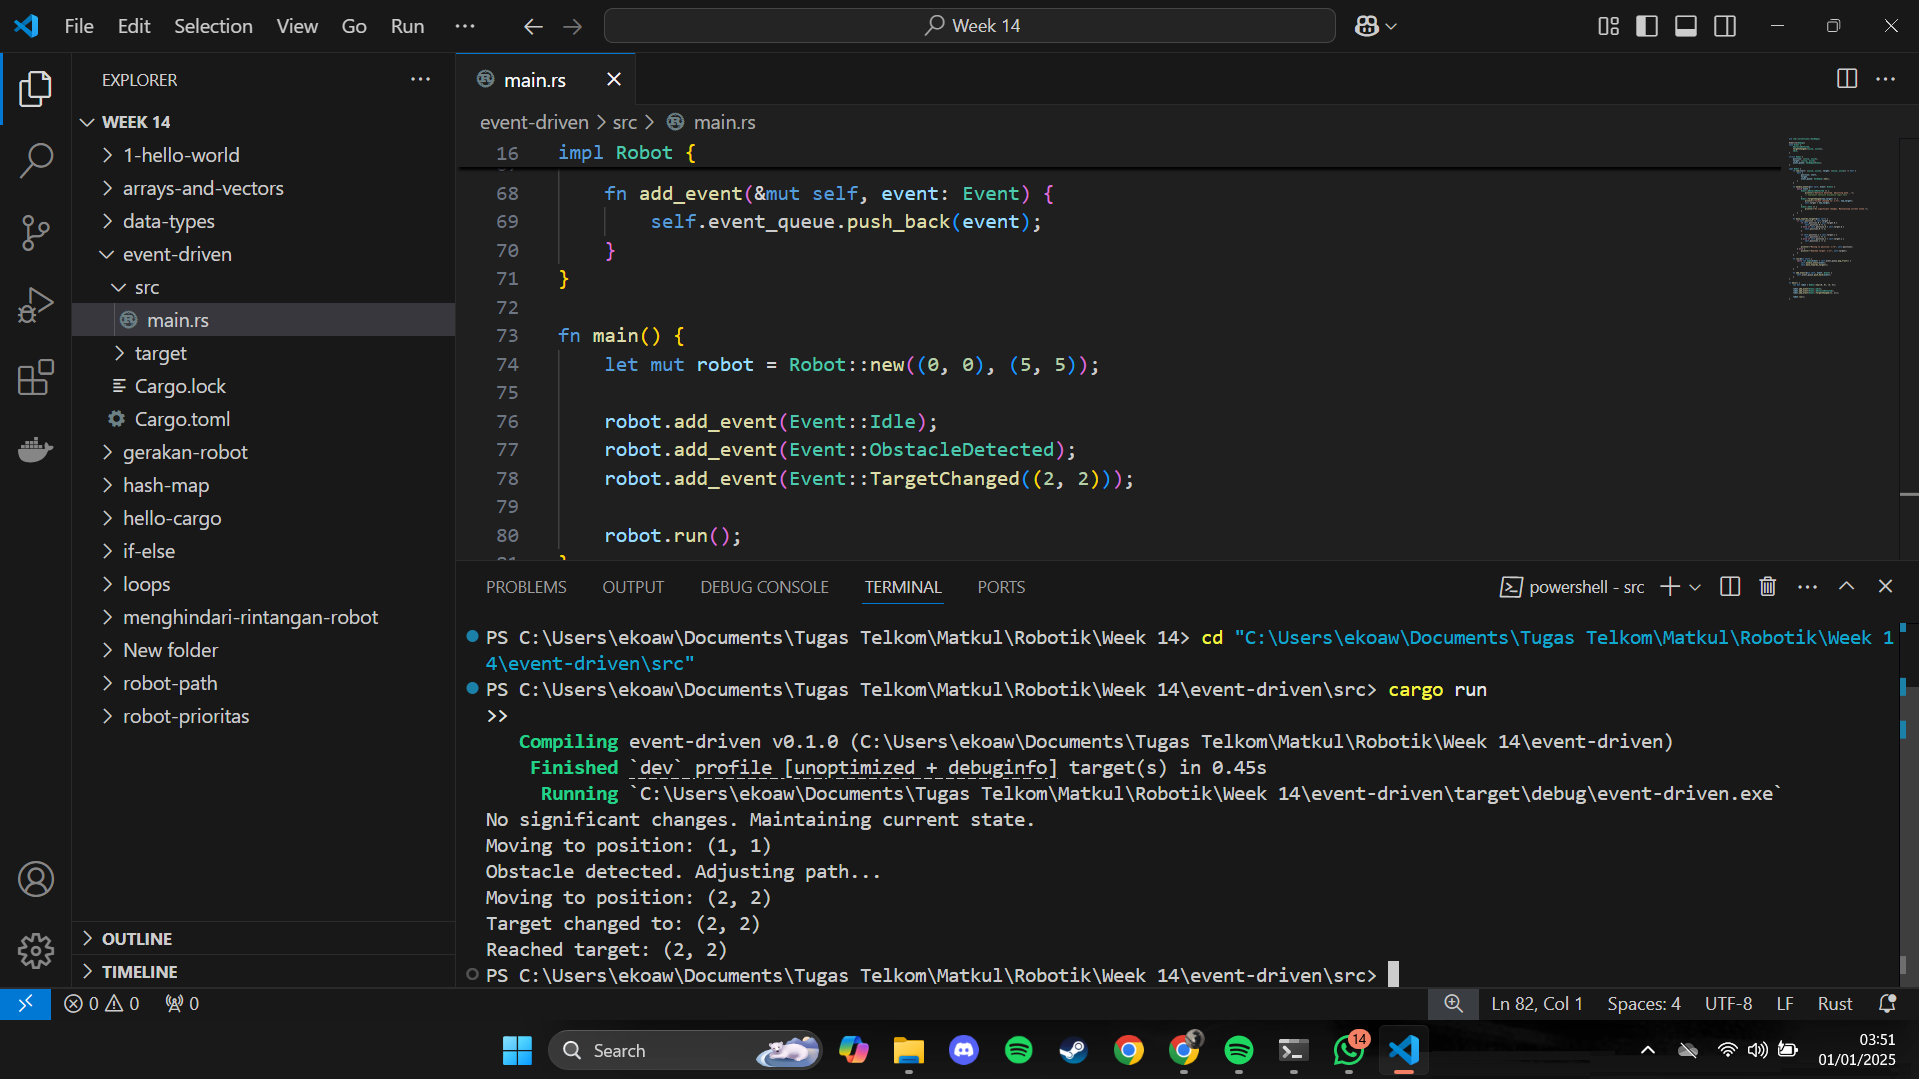 File Edit Selection View Go Run
Week 14
EXPLORER
WEEK 14
1-hello-world
arrays-and-vectors
data-types
event-driven
src
main.rs
target
Cargo.lock
Cargo.toml
gerakan-robot
hash-map
hello-cargo
if-else
loops
menghindari-rintangan-robot
New folder
robot-path
robot-prioritas
OUTLINE
TIMELINE
main.rs
event-driven > src > main.rs
16 impl Robot {
68 fn add_event(&mut self, event: Event) {
69 self.event_queue.push_back(event);
70 }
71 }
72
73 fn main() {
74 let mut robot = Robot::new((0, 0), (5, 5));
75
76 robot.add_event(Event::Idle);
77 robot.add_event(Event::ObstacleDetected);
78 robot.add_event(Event::TargetChanged((2, 2)));
79
80 robot.run();
PROBLEMS OUTPUT DEBUG CONSOLE TERMINAL PORTS
powershell - src
PS C:\Users\ekoaw\Documents\Tugas Telkom\Matkul\Robotik\Week 14> cd "C:\Users\ekoaw\Documents\Tugas Telkom\Matkul\Robotik\Week 1
4\event-driven\src"
PS C:\Users\ekoaw\Documents\Tugas Telkom\Matkul\Robotik\Week 14\event-driven\src> cargo run
>>
Compiling event-driven v0.1.0 (C:\Users\ekoaw\Documents\Tugas Telkom\Matkul\Robotik\Week 14\event-driven)
Finished `dev` profile [unoptimized + debuginfo] target(s) in 0.45s
Running `C:\Users\ekoaw\Documents\Tugas Telkom\Matkul\Robotik\Week 14\event-driven\target\debug\event-driven.exe`
No significant changes. Maintaining current state.
Moving to position: (1, 1)
Obstacle detected. Adjusting path...
Moving to position: (2, 2)
Target changed to: (2, 2)
Reached target: (2, 2)
PS C:\Users\ekoaw\Documents\Tugas Telkom\Matkul\Robotik\Week 14\event-driven\src>
0 0 0
Ln 82, Col 1 Spaces: 4 UTF-8 LF Rust
Search
14
03:51
01/01/2025